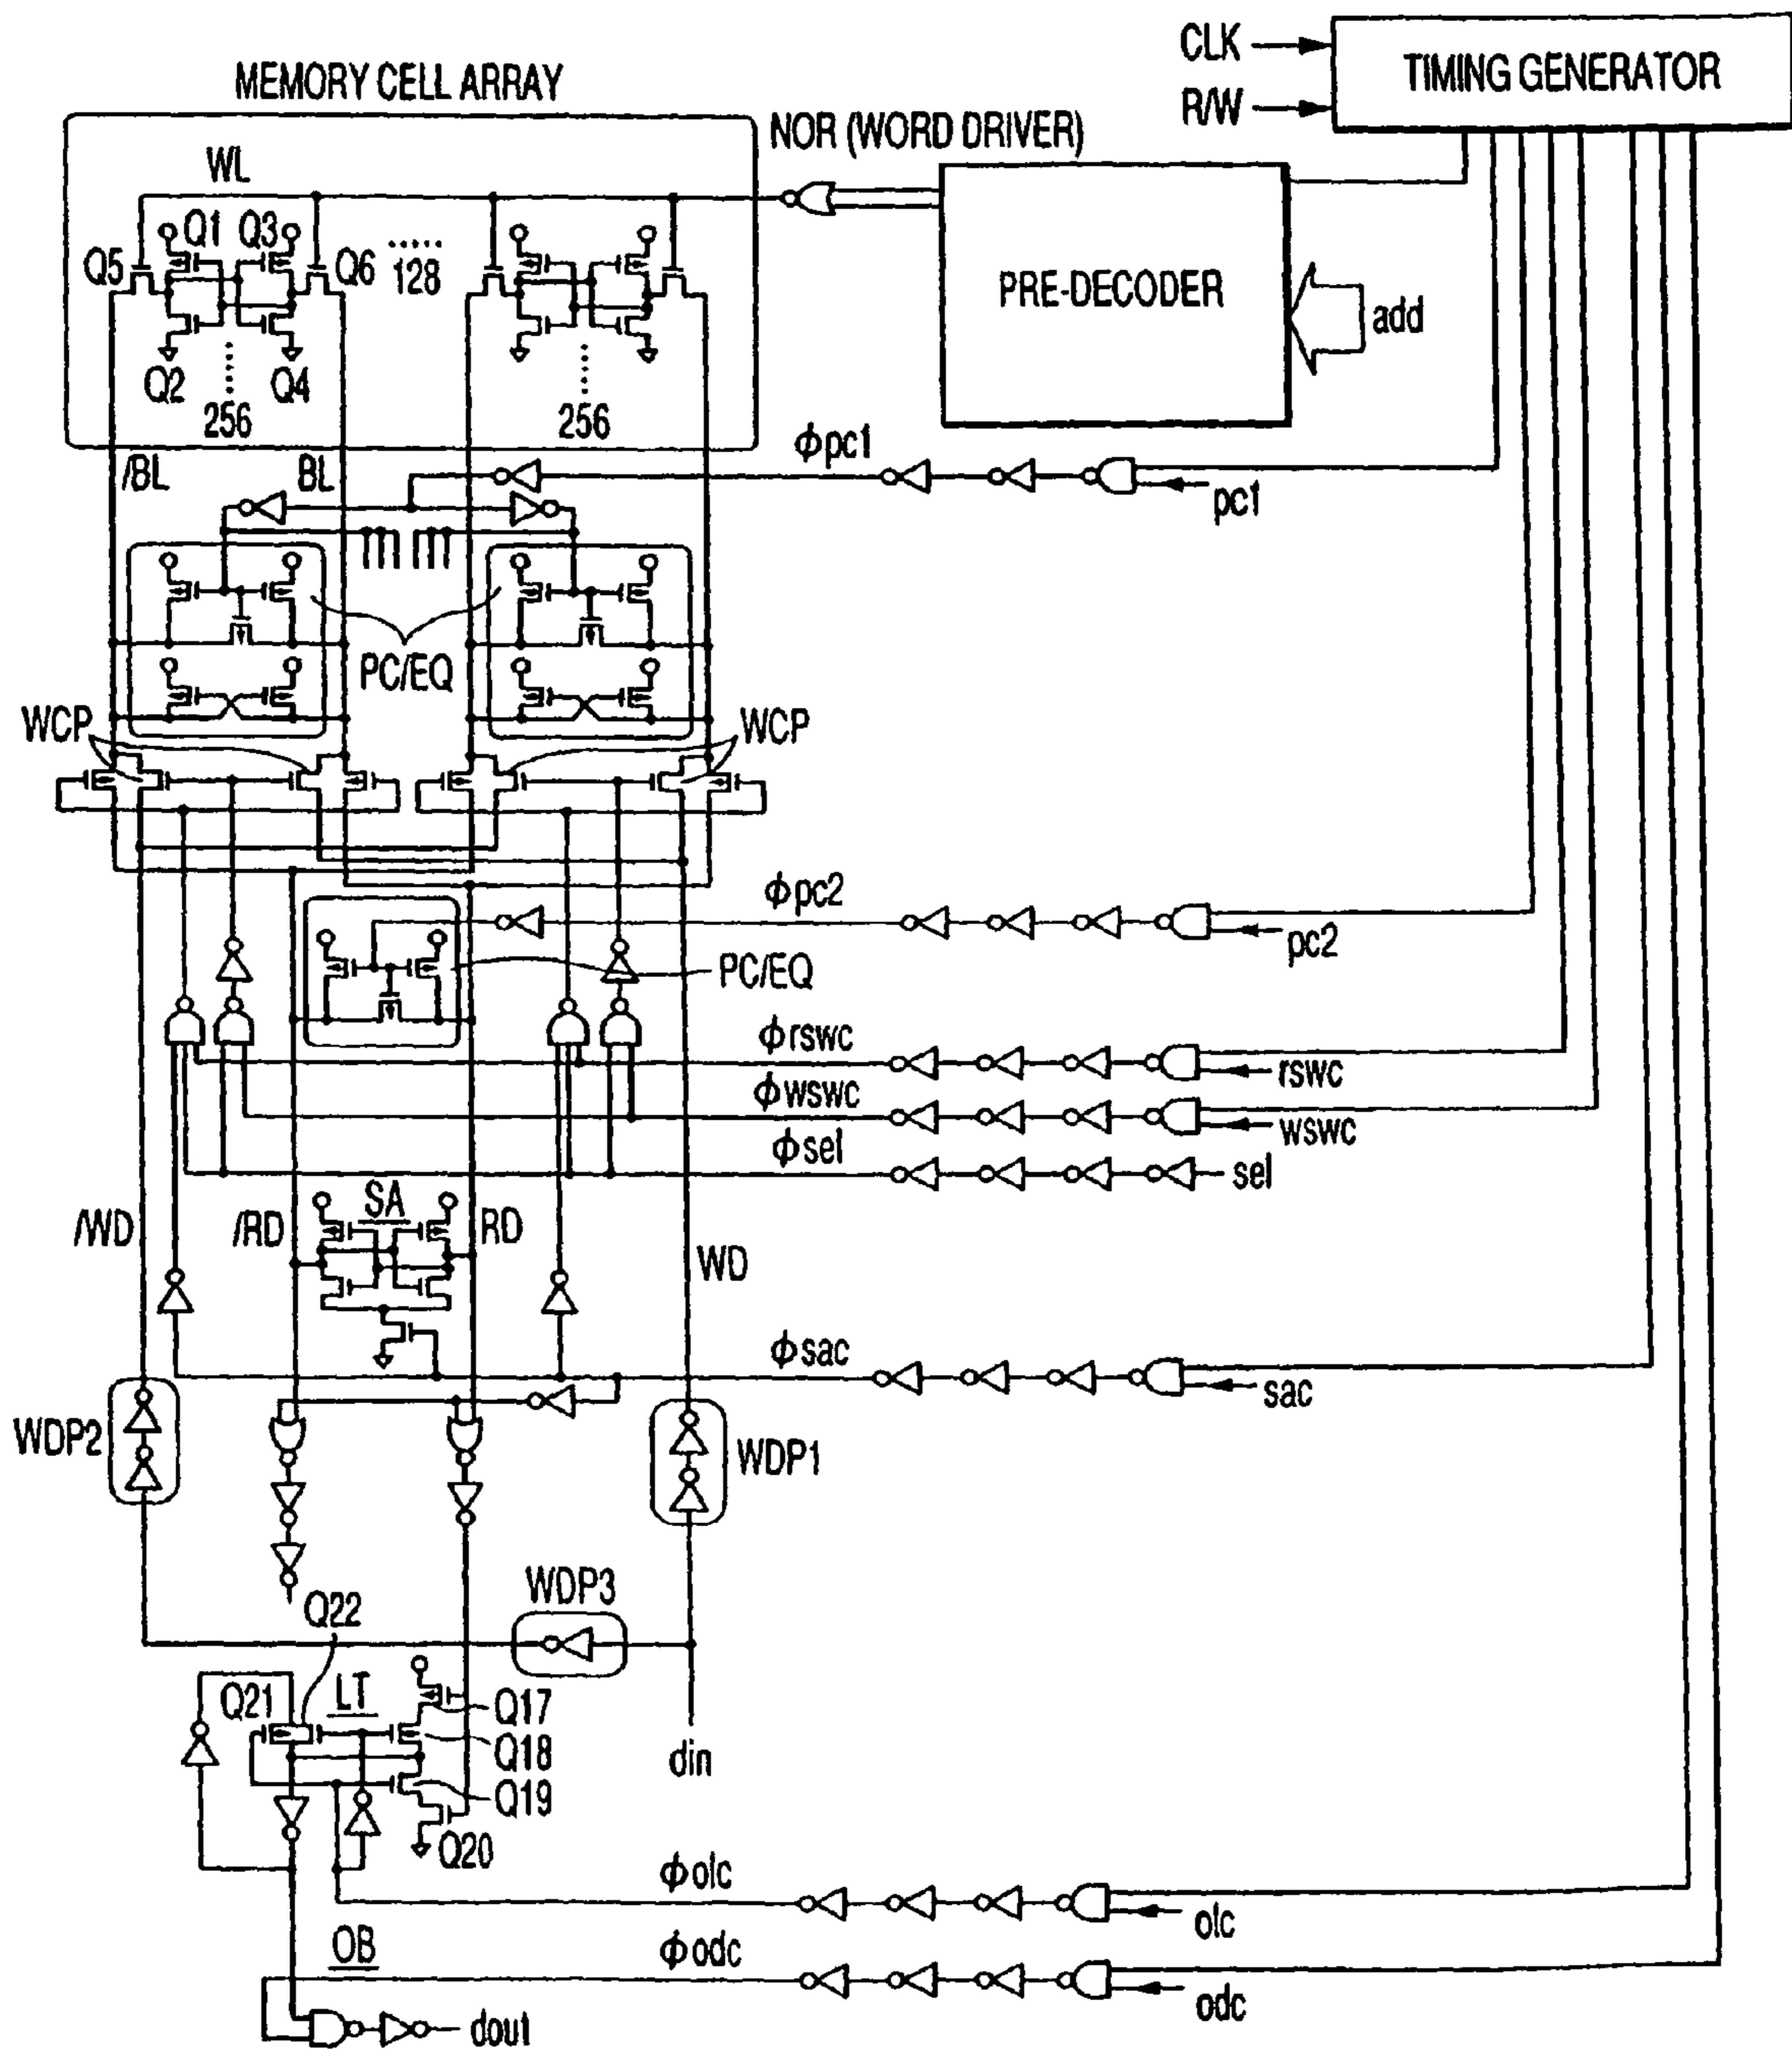 CLK
R/W
TIMING GENERATOR
MEMORY CELL ARRAY
NOR (WORD DRIVER)
WL
Q1 Q3
Q5 Q6
128
Q2 Q4
256 256
PRE-DECODER
add
/BL BL
ϕpc1
pc1
PC/EQ
WCP WCP
ϕpc2
pc2
PC/EQ
ϕrswc
rswc
ϕwswc
wswc
ϕsel
sel
/WD /RD SA RD WD
ϕsac
sac
WDP2 WDP1
WDP3
Q22
Q21 LT Q17
Q18
Q19
Q20
din
ϕolc
olc
OB
ϕodc
odc
dout